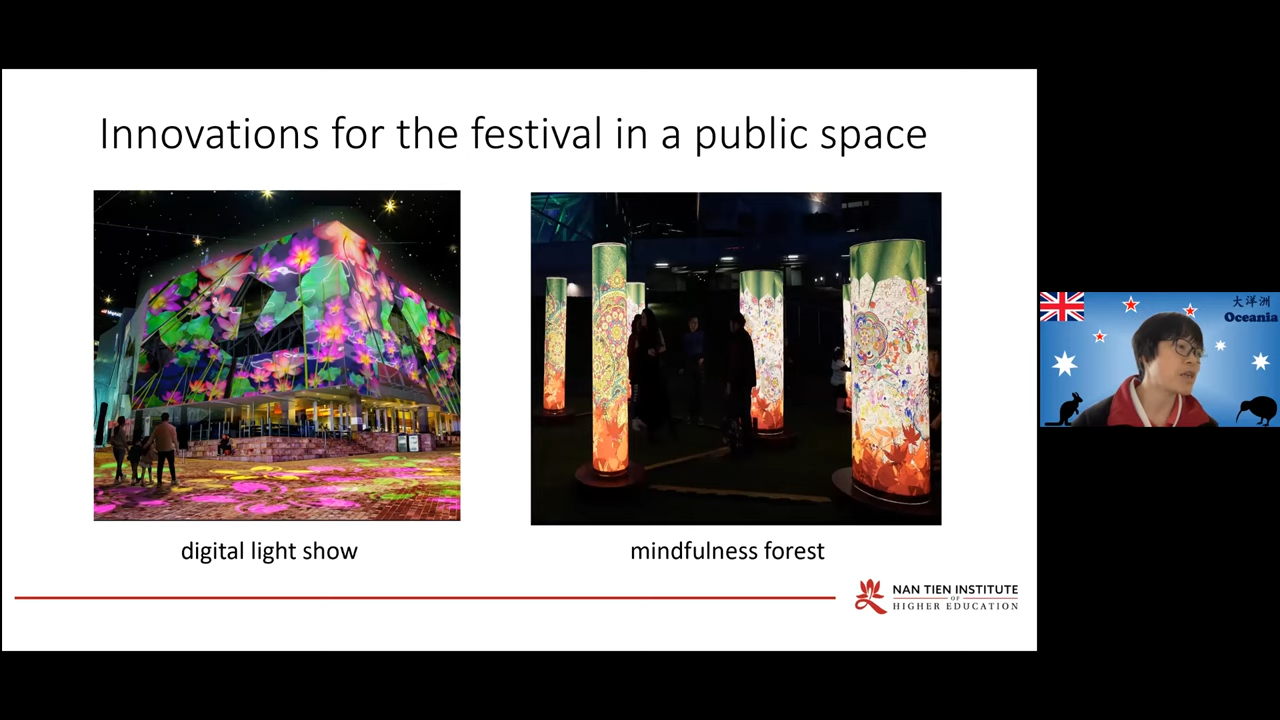 Innovations for the festival in a public space
digital light show
mindfulness forest
NAN TIEN INSTITUTE
OF
HIGHER EDUCATION
大洋洲
Oceania